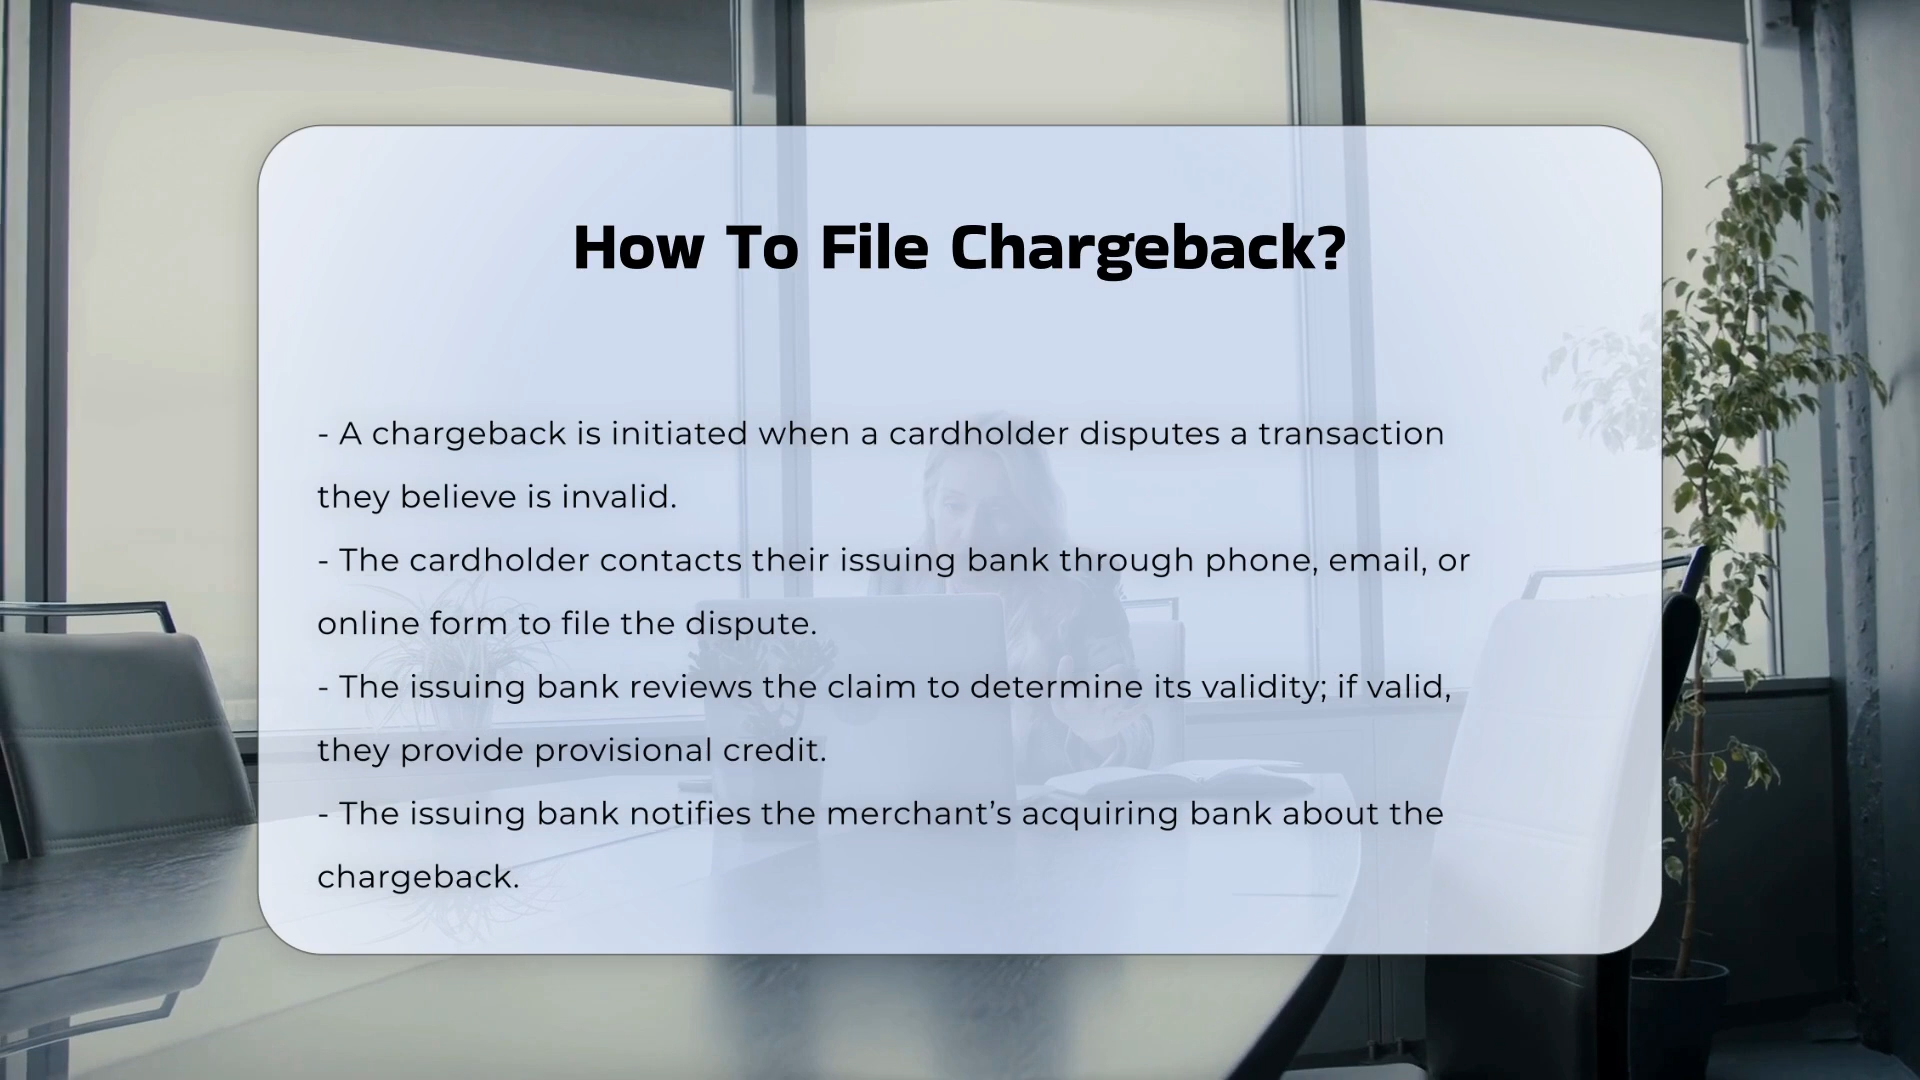 How To File Chargeback?
- A chargeback is initiated when a cardholder disputes a transaction
they believe is invalid.
- The cardholder contacts their issuing bank through phone, email, or
online form to file the dispute.
- The issuing bank reviews the claim to determine its validity; if valid,
they provide provisional credit.
- The issuing bank notifies the merchant’s acquiring bank about the
chargeback.